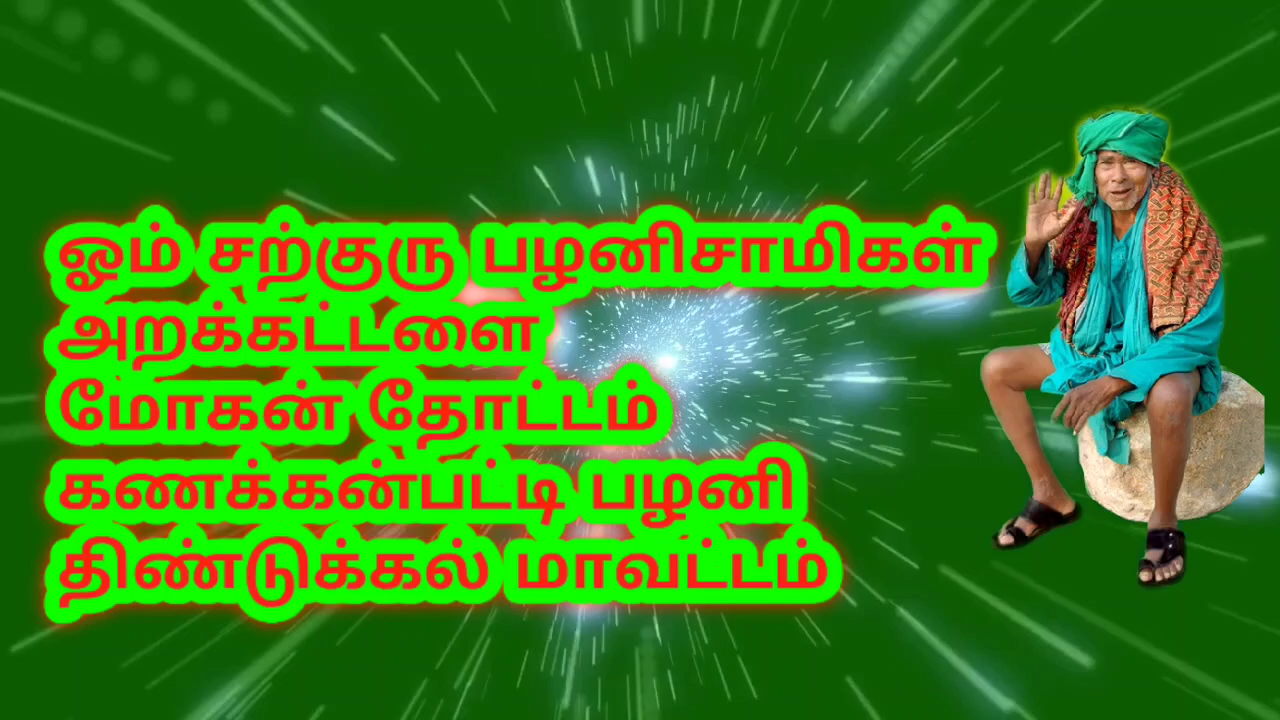 ஓம் சற்குரு பழனிசாமிகள்
அறக்கட்டளை
மோகன் தோட்டம்
கணக்கன்பட்டி பழனி
திண்டுக்கல் மாவட்டம்